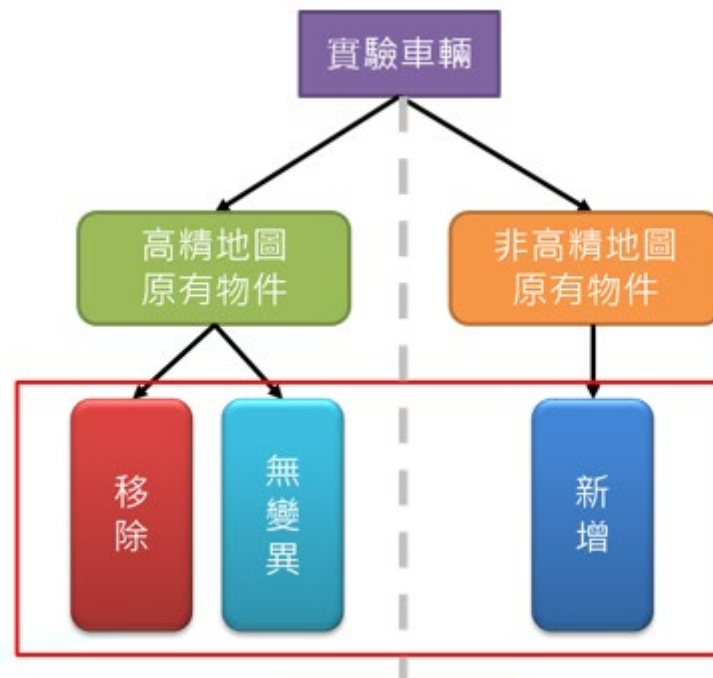 實驗車輛
高精地圖
原有物件
非高精地圖
原有物件
移除
無變異
新增